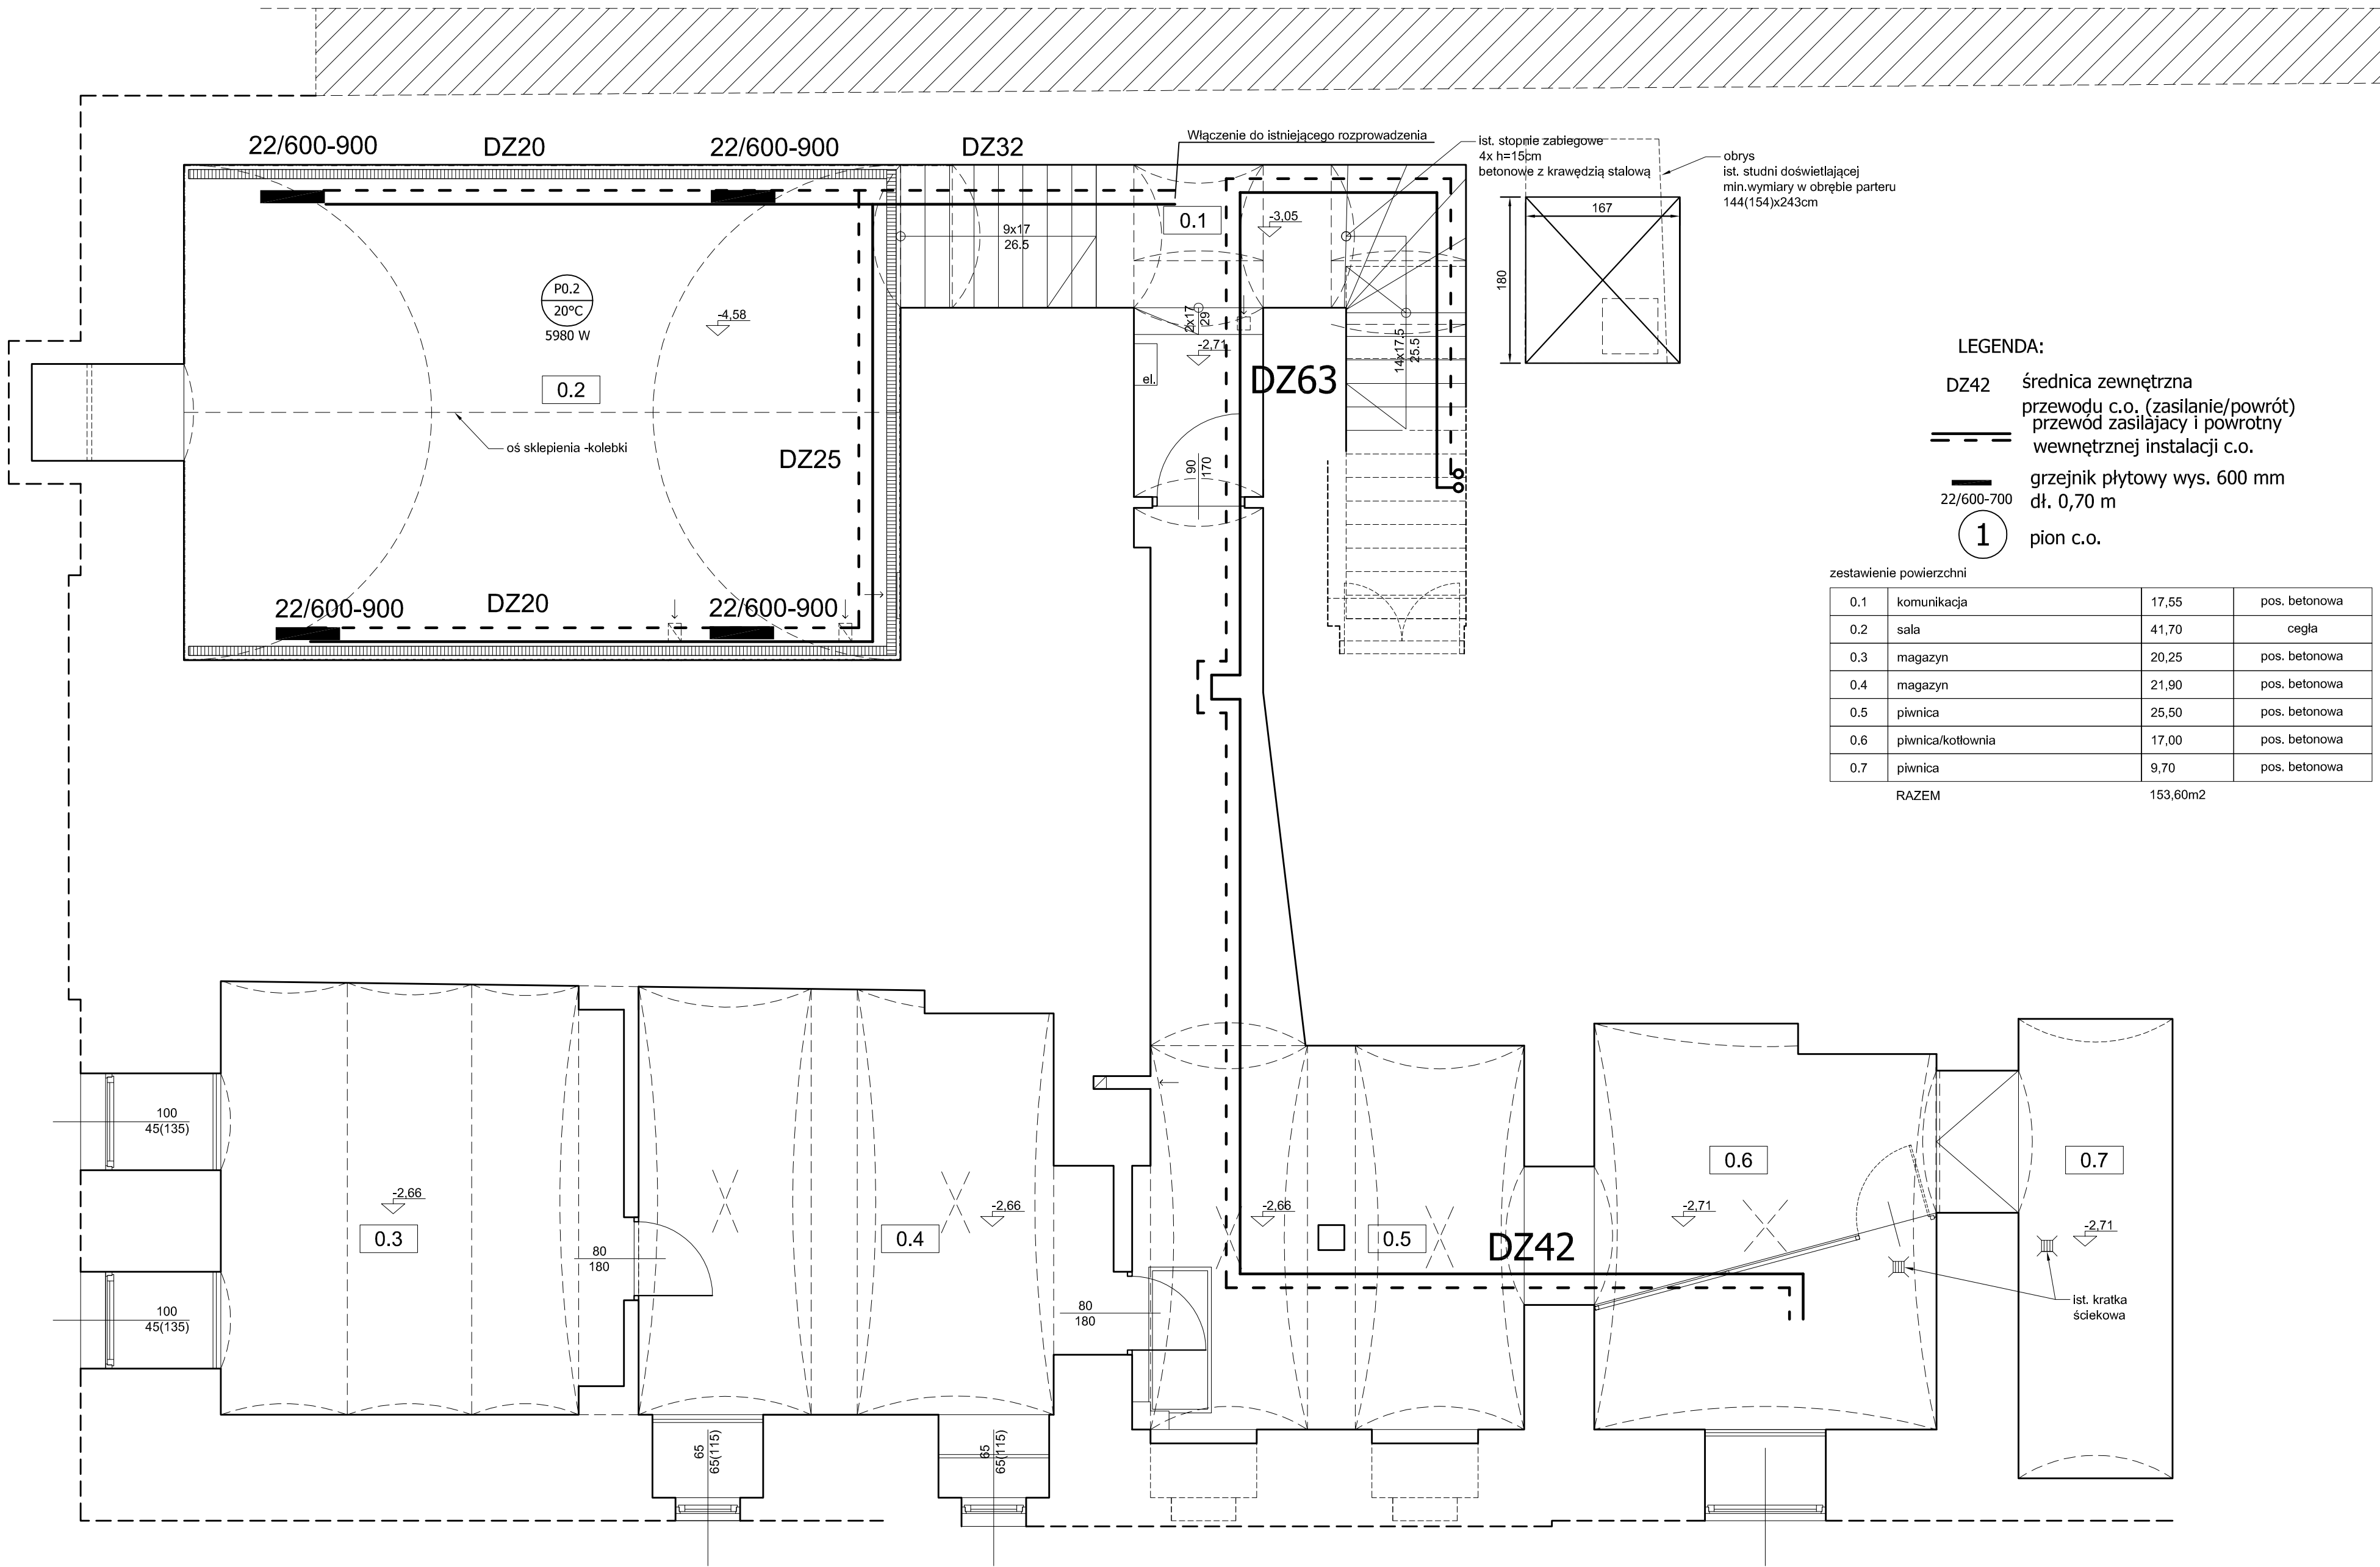 22/600-900
DZ20
22/600-900
DZ32
Włączenie do istniejącego rozprowadzenia
ist. stopnie zabiegowe
4x h=15cm
betonowe z krawędzią stalową
obrys
ist. studni doświetlającej
min.wymiary w obrębie parteru
144(154)x243cm
0.1
-3,05
9x17
26.5
167
180
P0.2
20°C
5980 W
-4,58
2x17
29
-2,71
14x17.5
25.5
el.
DZ63
0.2
oś sklepienia -kolebki
DZ25
90
170
22/600-900
DZ20
22/600-900
LEGENDA:
DZ42
średnica zewnętrzna
przewodu c.o. (zasilanie/powrót)
przewód zasilajacy i powrotny
wewnętrznej instalacji c.o.
grzejnik płytowy wys. 600 mm
22/600-700
dł. 0,70 m
1
pion c.o.
zestawienie powierzchni
0.1 komunikacja 17,55 pos. betonowa
0.2 sala 41,70 cegła
0.3 magazyn 20,25 pos. betonowa
0.4 magazyn 21,90 pos. betonowa
0.5 piwnica 25,50 pos. betonowa
0.6 piwnica/kotłownia 17,00 pos. betonowa
0.7 piwnica 9,70 pos. betonowa
RAZEM 153,60m2
100
45(135)
100
45(135)
-2,66
0.3
80
180
0.4
-2,66
80
180
-2,66
0.5
DZ42
0.6
-2,71
0.7
-2,71
ist. kratka
ściekowa
65
65(115)
65
65(115)